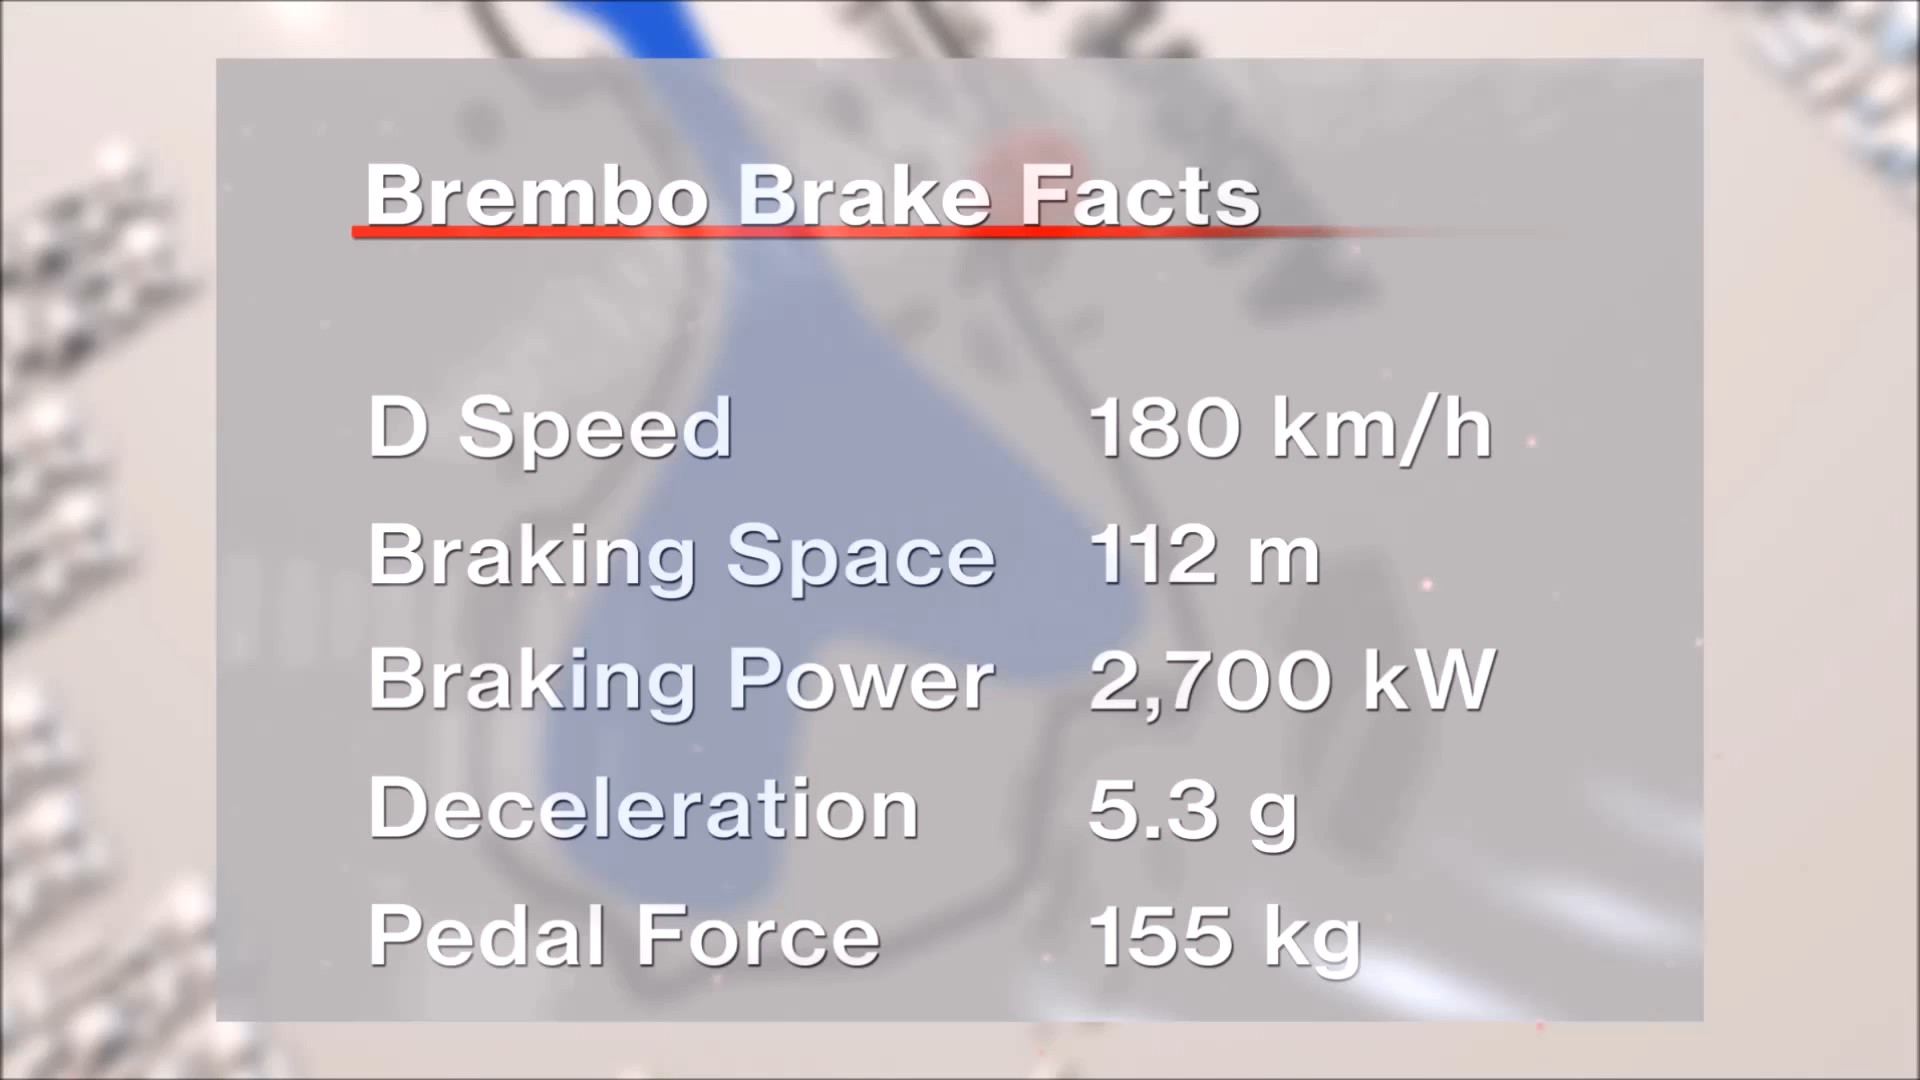 Brembo Brake Facts
D Speed 180 km/h
Braking Space 112 m
Braking Power 2,700 kW
Deceleration 5.3 g
Pedal Force 155 kg